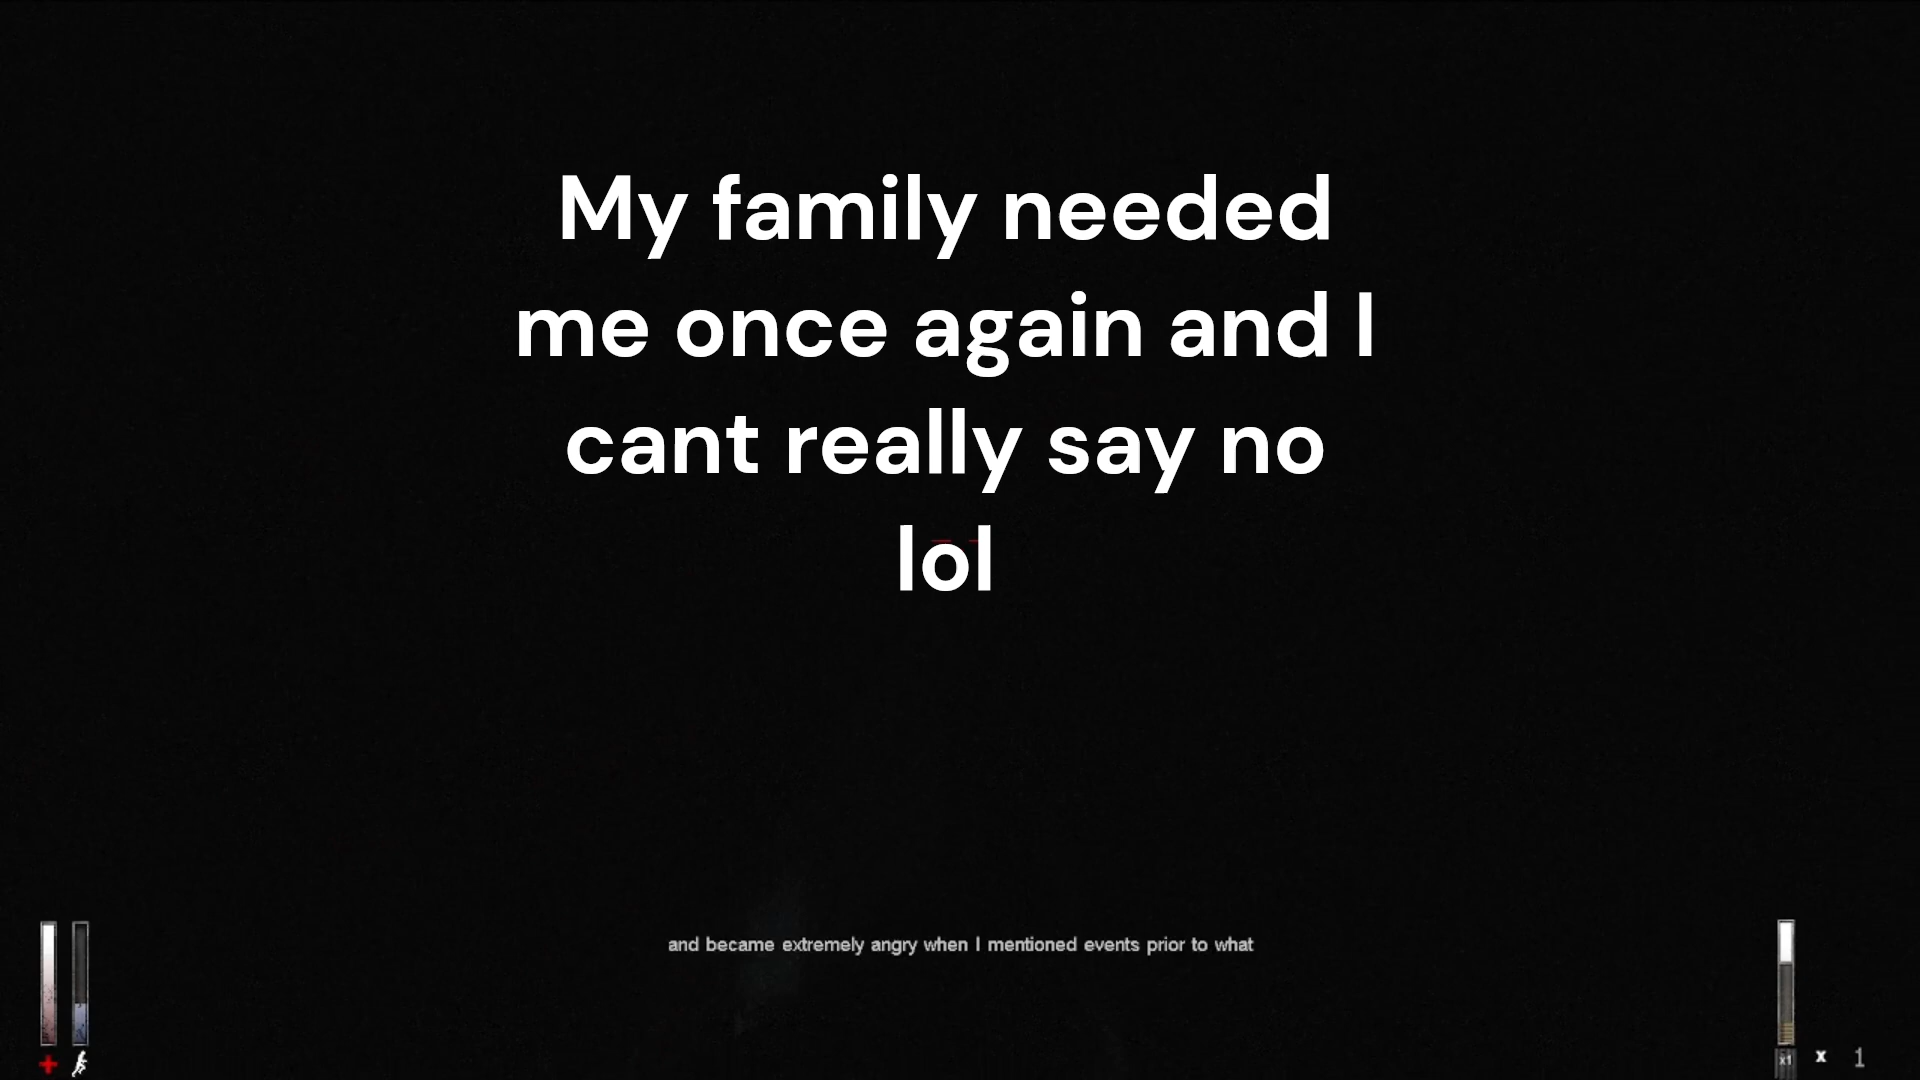 My family needed
me once again and I
cant really say no
lol
and became extremely angry when I mentioned events prior to what
x1 x 1